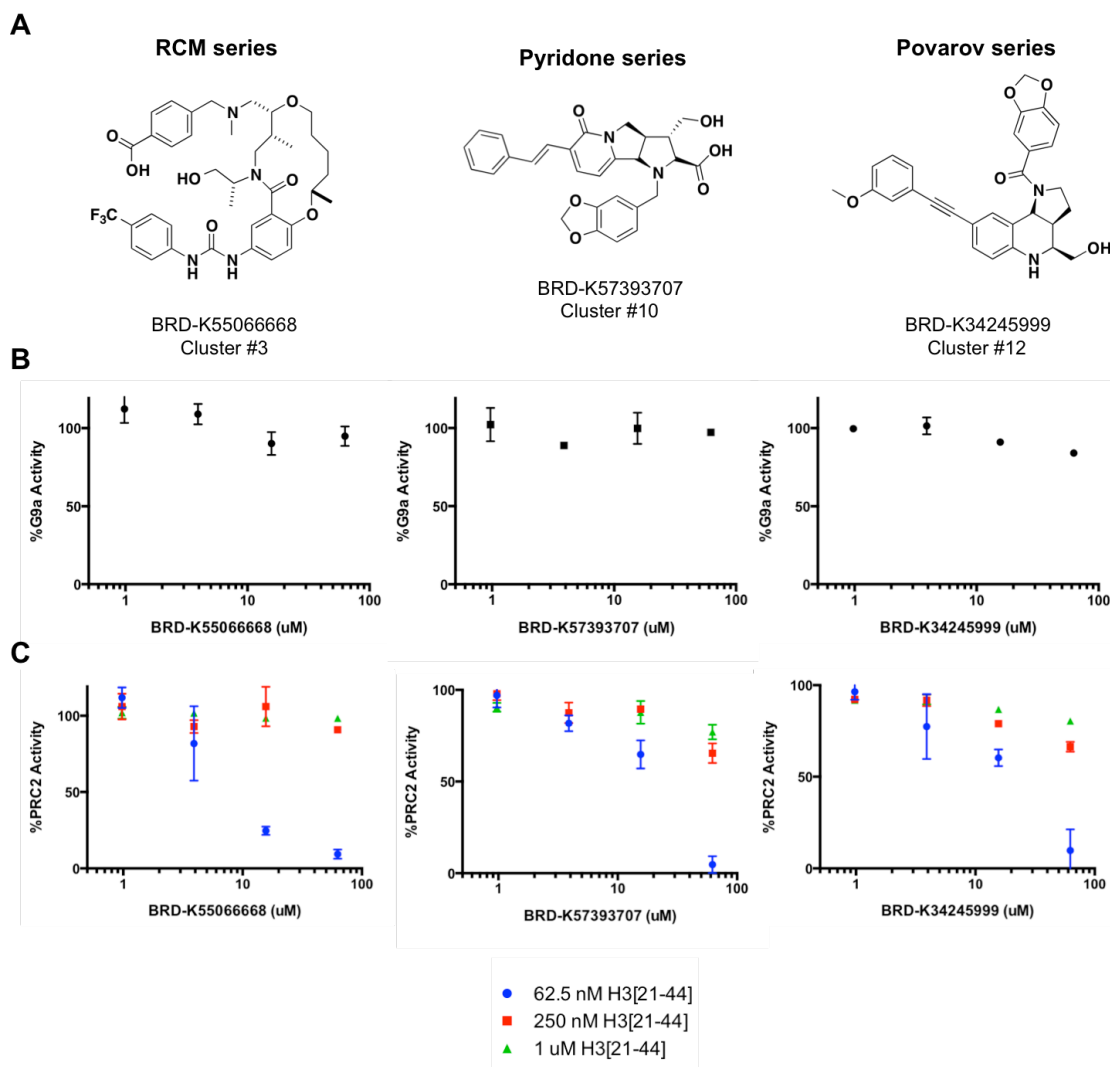 A
RCM series
Pyridone series
Povarov series
O
N
O
O
OH
HO
N
O
O
F3C
O
N
H
N
H
O
N
OH
OH
O
N
O
O
O
O
O
N
O
N
H
OH
BRD-K55066668
Cluster #3
BRD-K57393707
Cluster #10
BRD-K34245999
Cluster #12
B
%G9a Activity
100
50
0
1
10
100
BRD-K55066668 (uM)
%G9a Activity
100
50
0
1
10
100
BRD-K57393707 (uM)
%G9a Activity
100
50
0
1
10
100
BRD-K34245999 (uM)
C
%PRC2 Activity
100
50
0
1
10
100
BRD-K55066668 (uM)
%PRC2 Activity
100
50
0
1
10
100
BRD-K57393707 (uM)
%PRC2 Activity
100
50
0
1
10
100
BRD-K34245999 (uM)
62.5 nM H3[21-44]
250 nM H3[21-44]
1 uM H3[21-44]